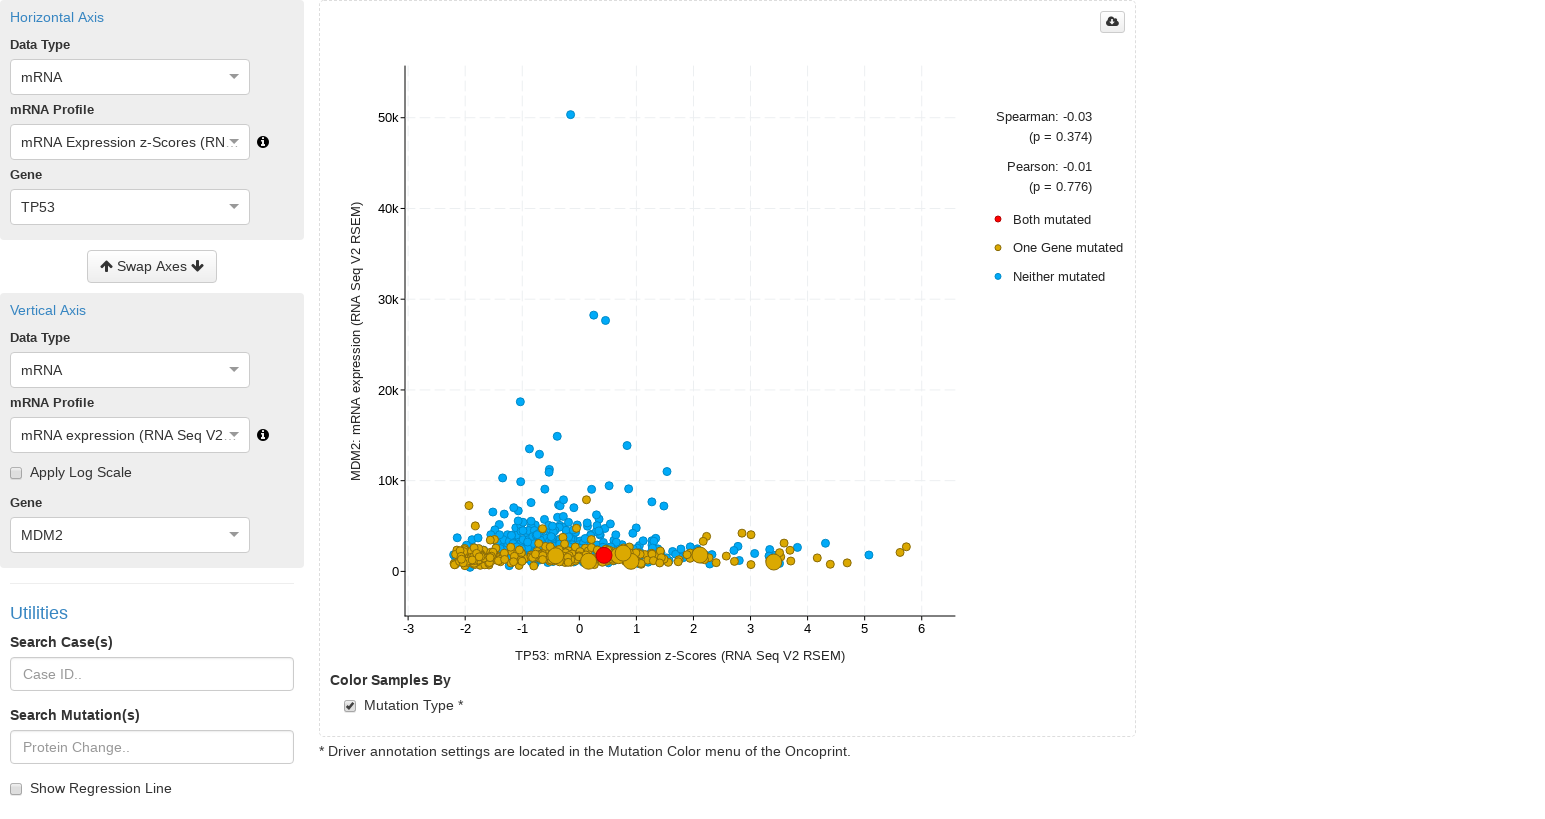 Horizontal Axis
Data Type
mRNA
mRNA Profile
mRNA Expression z-Scores (RN...
Gene
TP53
Swap Axes
Vertical Axis
Data Type
mRNA
mRNA Profile
mRNA expression (RNA Seq V2...
Apply Log Scale
Gene
MDM2
Utilities
Search Case(s)
Case ID..
Search Mutation(s)
Protein Change..
Show Regression Line
MDM2: mRNA expression (RNA Seq V2 RSEM)
50k
40k
30k
20k
10k
0
-3 -2 -1 0 1 2 3 4 5 6
TP53: mRNA Expression z-Scores (RNA Seq V2 RSEM)
Spearman: -0.03
(p = 0.374)
Pearson: -0.01
(p = 0.776)
Both mutated
One Gene mutated
Neither mutated
Color Samples By
Mutation Type *
* Driver annotation settings are located in the Mutation Color menu of the Oncoprint.